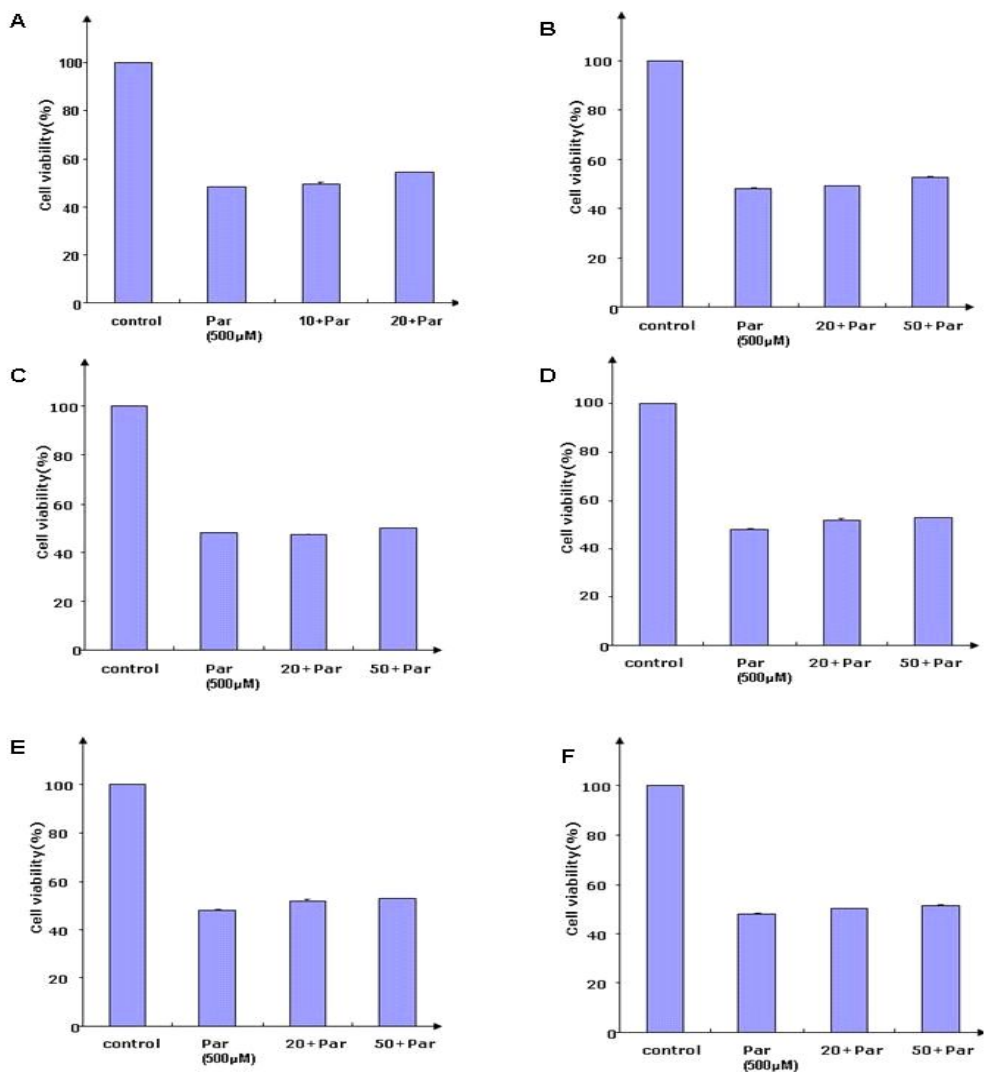 A
Cell viability(%)
100
80
60
40
20
0
control
Par
(500µM)
10+Par
20+Par
B
Cell viability(%)
100
80
60
40
20
0
control
Par
(500µM)
20+Par
50+Par
C
Cell viability(%)
100
80
60
40
20
0
control
Par
(500µM)
20+Par
50+Par
D
Cell viability(%)
100
80
60
40
20
0
control
Par
(500µM)
20+Par
50+Par
E
Cell viability(%)
100
80
60
40
20
0
control
Par
(500µM)
20+Par
50+Par
F
Cell viability(%)
100
80
60
40
20
0
control
Par
(500µM)
20+Par
50+Par